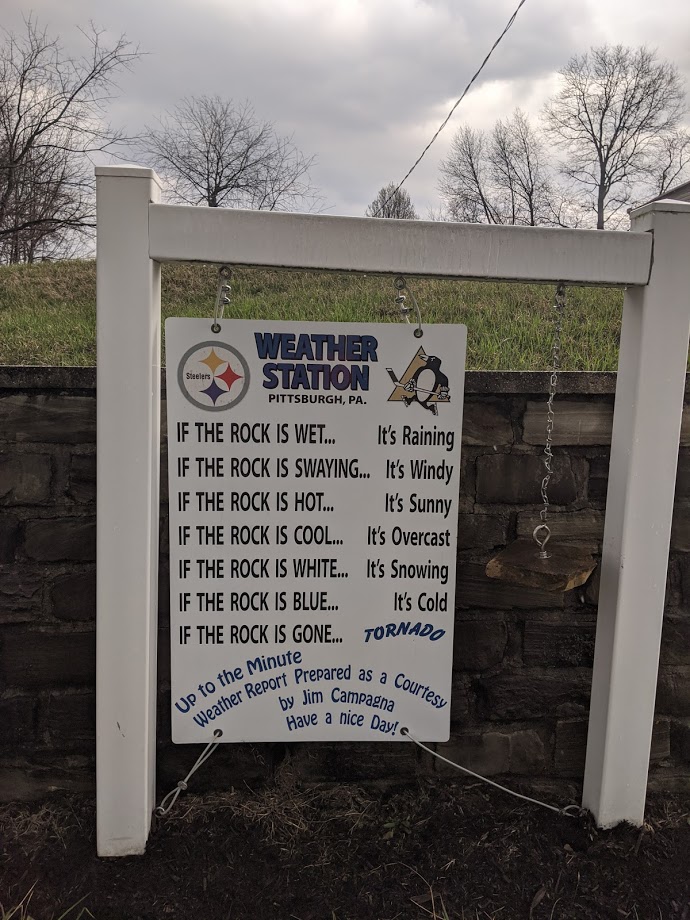 Steelers
WEATHER
STATION
PITTSBURGH, PA.
IF THE ROCK IS WET... It's Raining
IF THE ROCK IS SWAYING... It's Windy
IF THE ROCK IS HOT... It's Sunny
IF THE ROCK IS COOL... It's Overcast
IF THE ROCK IS WHITE... It's Snowing
IF THE ROCK IS BLUE... It's Cold
IF THE ROCK IS GONE... TORNADO
Up to the Minute
Weather Report Prepared as a Courtesy
by Jim Campagna
Have a nice Day!